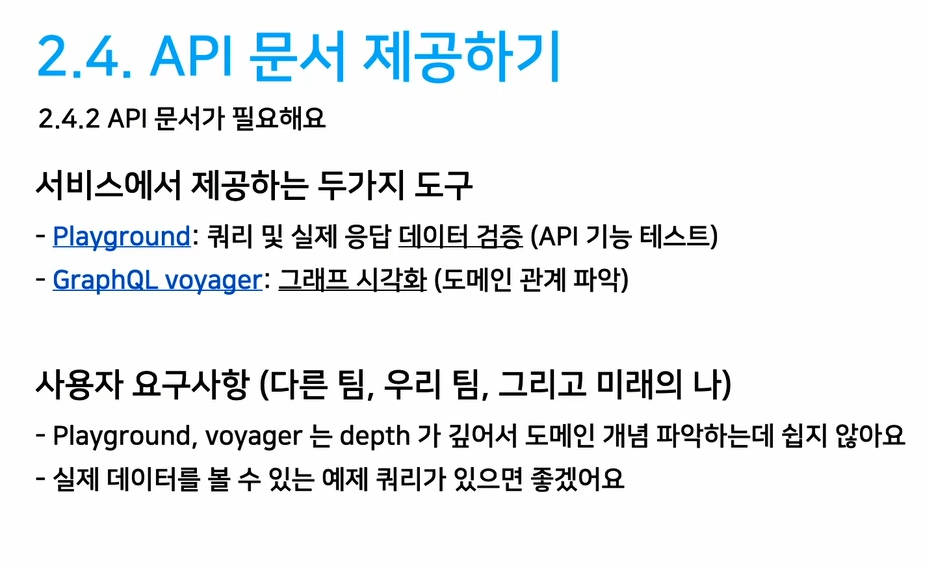 2.4. API 문서 제공하기
2.4.2 API 문서가 필요해요
서비스에서 제공하는 두가지 도구
- Playground: 쿼리 및 실제 응답 데이터 검증 (API 기능 테스트)
- GraphQL voyager: 그래프 시각화 (도메인 관계 파악)
사용자 요구사항 (다른 팀, 우리 팀, 그리고 미래의 나)
- Playground, voyager 는 depth 가 깊어서 도메인 개념 파악하는데 쉽지 않아요
- 실제 데이터를 볼 수 있는 예제 쿼리가 있으면 좋겠어요